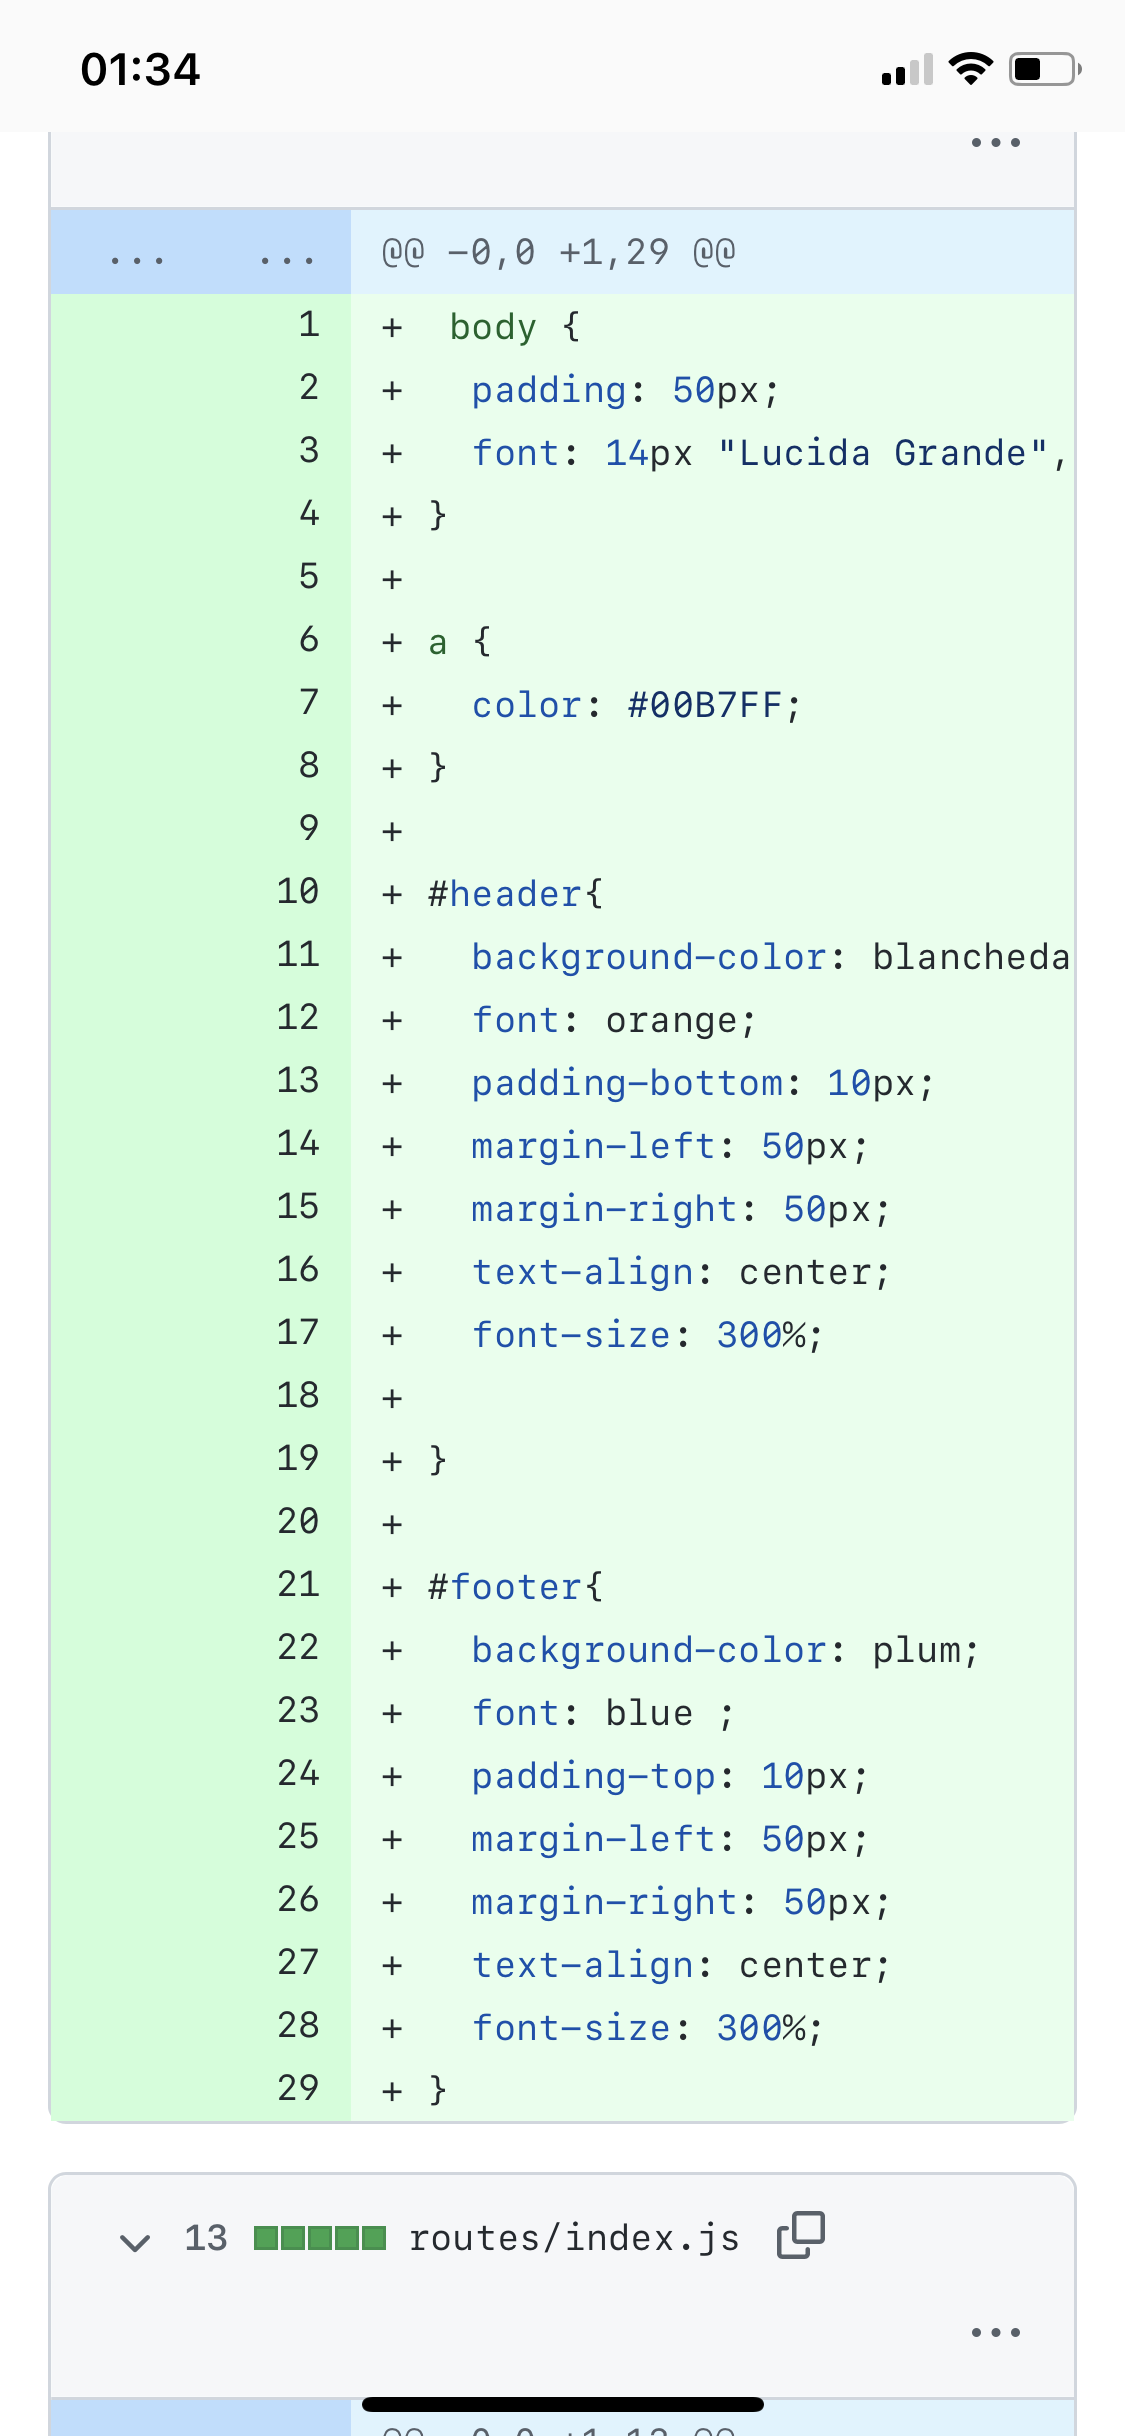 01:34
...
... ... @@ -0,0 +1,29 @@
1 +  body {
2 +   padding: 50px;
3 +   font: 14px "Lucida Grande",
4 + }
5 +
6 + a {
7 +   color: #00B7FF;
8 + }
9 +
10 + #header{
11 +   background-color: blancheda
12 +   font: orange;
13 +   padding-bottom: 10px;
14 +   margin-left: 50px;
15 +   margin-right: 50px;
16 +   text-align: center;
17 +   font-size: 300%;
18 +
19 + }
20 +
21 + #footer{
22 +   background-color: plum;
23 +   font: blue ;
24 +   padding-top: 10px;
25 +   margin-left: 50px;
26 +   margin-right: 50px;
27 +   text-align: center;
28 +   font-size: 300%;
29 + }
13 routes/index.js
...